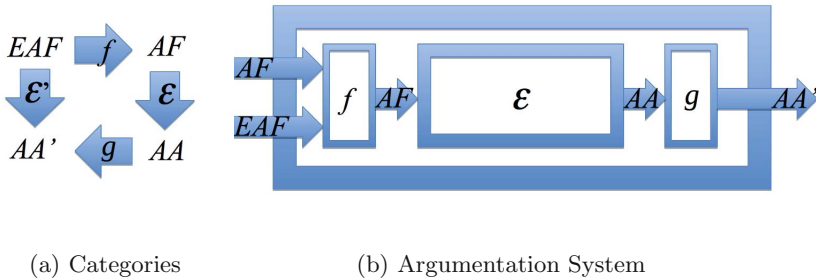 EAF f AF
ε' ε
AA' g AA
AF
EAF
f AF ε AA g AA'
(a) Categories
(b) Argumentation System